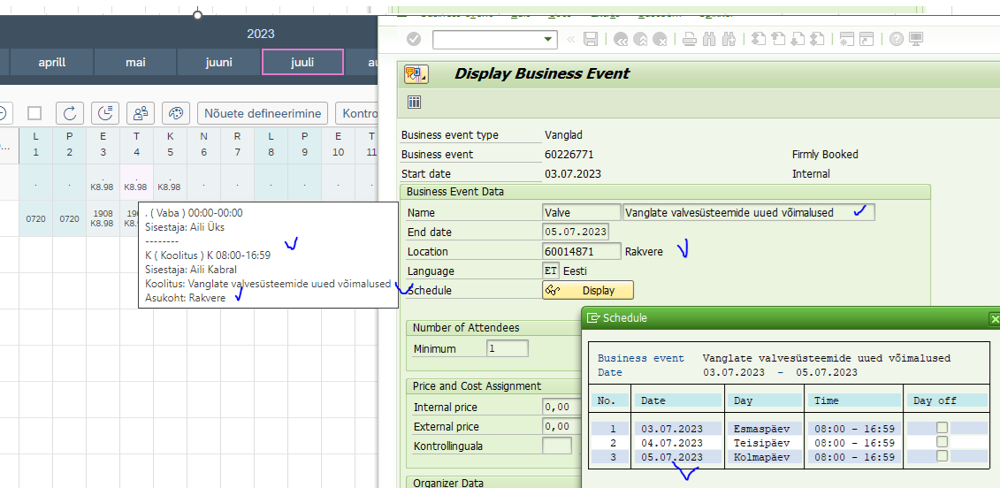 2023
aprill mai juuni juuli
Nõuete defineerimine
L P E T K N R L P E T
1 2 3 4 5 6 7 8 9 10 11
. . . . . . . . . .
K8.98 K8.98 K8.98
0720 0720 1908
K8.98
. ( Vaba ) 00:00-00:00
Sisestaja: Aili Üks
--------
K ( Koolitus ) K 08:00-16:59
Sisestaja: Aili Kabral
Koolitus: Vanglate valvesüsteemide uued võimalused
Asukoht: Rakvere
Display Business Event
Business event type Vanglad
Business event 60226771 Firmly Booked
Start date 03.07.2023 Internal
Business Event Data
Name Valve Vanglate valvesüsteemide uued võimalused
End date 05.07.2023
Location 60014871 Rakvere
Language ET Eesti
Schedule Display
Number of Attendees
Minimum 1
Price and Cost Assignment
Internal price 0,00
External price 0,00
Kontrollinguala
Organizer Data
Schedule
Business event Vanglate valvesüsteemide uued võimalused
Date 03.07.2023 - 05.07.2023
No. Date Day Time Day off
1 03.07.2023 Esmaspäev 08:00 - 16:59
2 04.07.2023 Teisipäev 08:00 - 16:59
3 05.07.2023 Kolmapäev 08:00 - 16:59